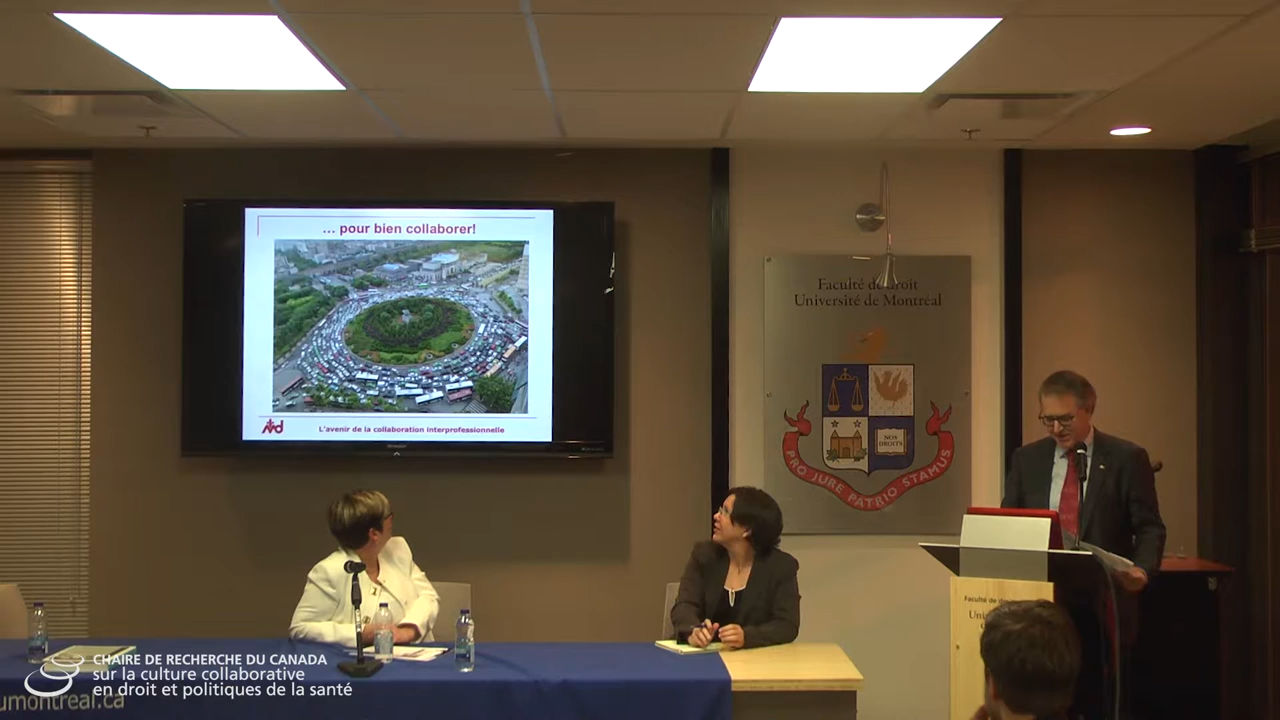 … pour bien collaborer!
L'avenir de la collaboration interprofessionnelle
Faculté de droit
Université de Montréal
NOS
DROITS
PRO JURE PATRIO STAMUS
Faculté de
CHAIRE DE RECHERCHE DU CANADA
sur la culture collaborative
en droit et politiques de la santé
umontreal.ca